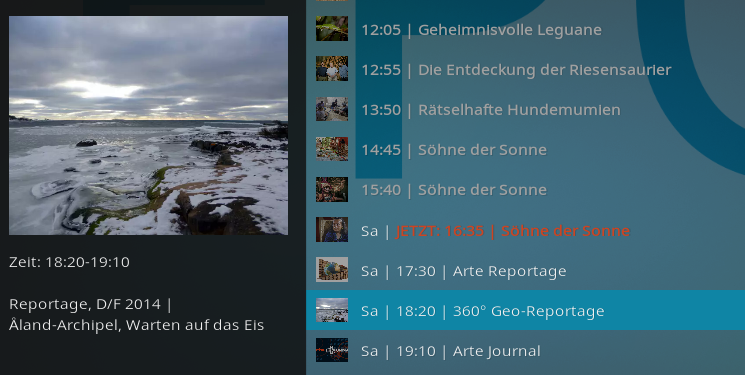 12:05 | Geheimnisvolle Leguane
12:55 | Die Entdeckung der Riesensaurier
13:50 | Rätselhafte Hundemumien
14:45 | Söhne der Sonne
15:40 | Söhne der Sonne
Sa | JETZT: 16:35 | Söhne der Sonne
Sa | 17:30 | Arte Reportage
Sa | 18:20 | 360° Geo-Reportage
Sa | 19:10 | Arte Journal
Zeit: 18:20-19:10
Reportage, D/F 2014 |
Åland-Archipel, Warten auf das Eis